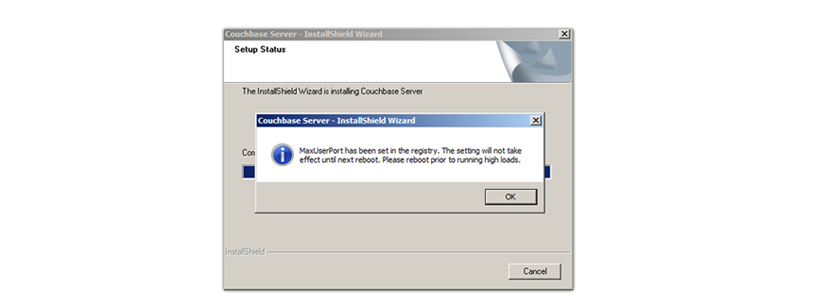 Couchbase Server - InstallShield Wizard
Setup Status
The InstallShield Wizard is installing Couchbase Server
Couchbase Server - InstallShield Wizard
MaxUserPort has been set in the registry. The setting will not take
effect until next reboot. Please reboot prior to running high loads.
OK
InstallShield
Cancel